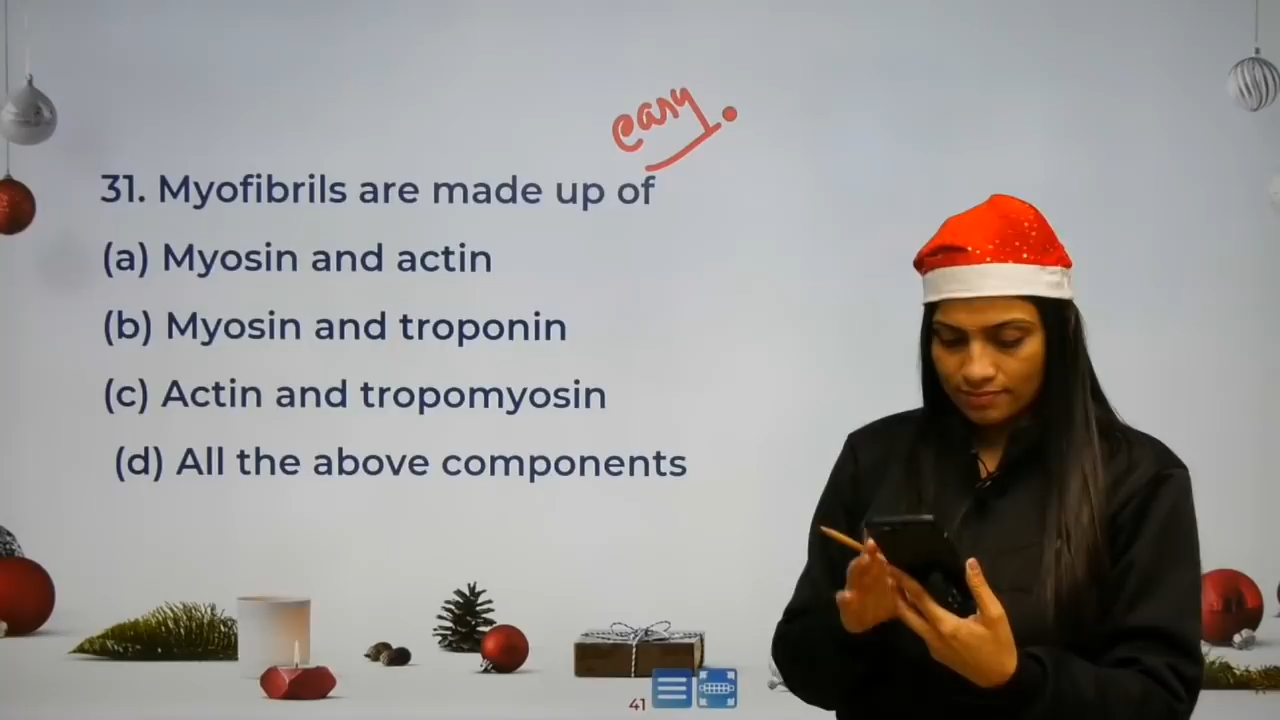 easy.
31. Myofibrils are made up of
(a) Myosin and actin
(b) Myosin and troponin
(c) Actin and tropomyosin
(d) All the above components
41